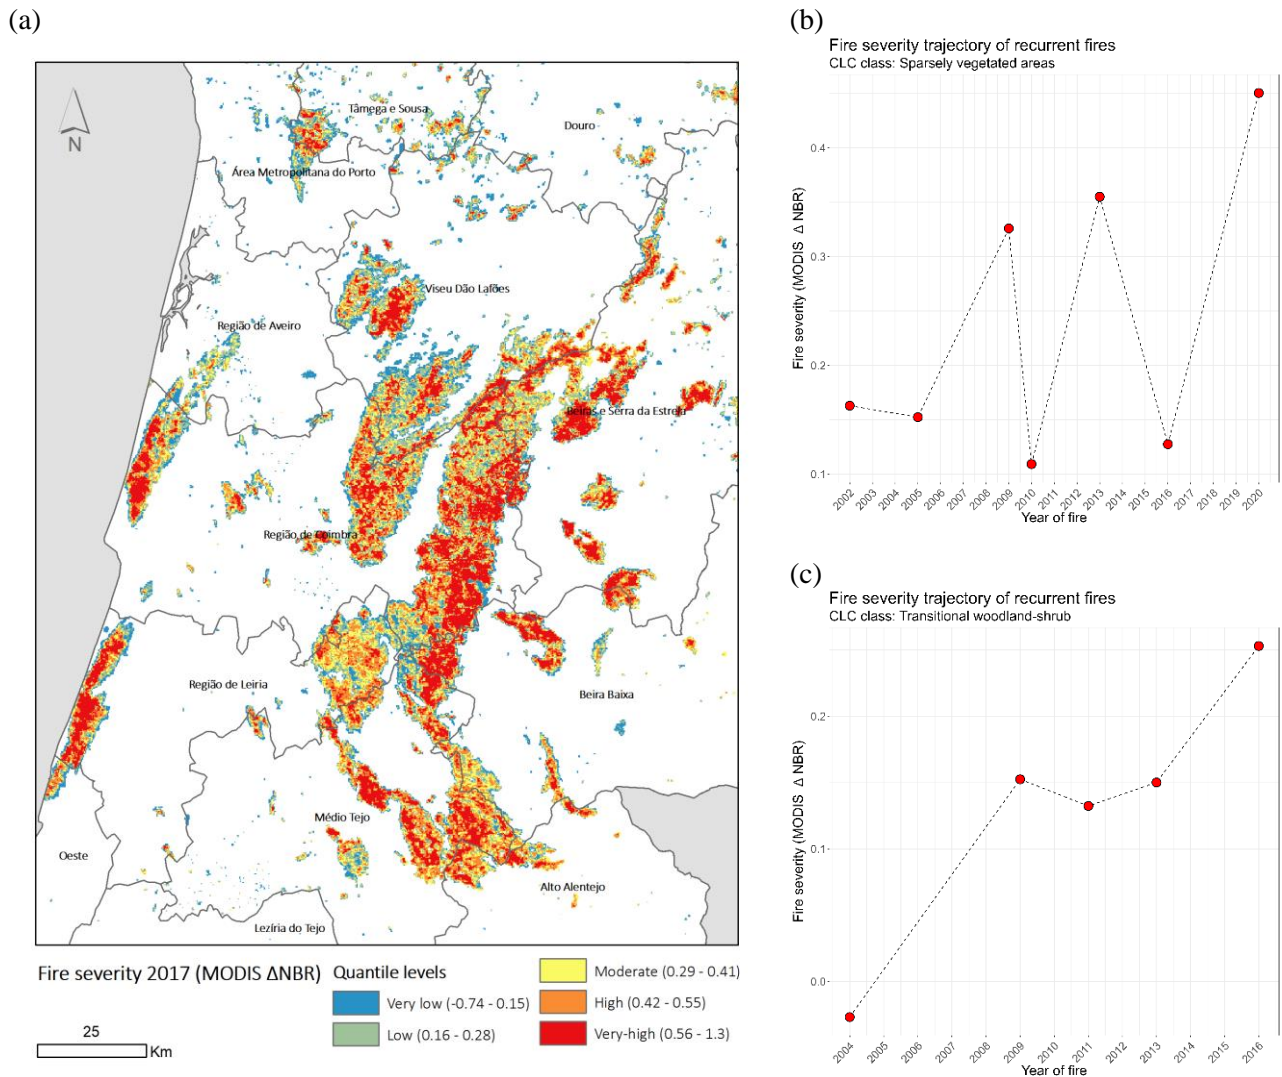 (a)
N
Tâmega e Sousa
Douro
Área Metropolitana do Porto
Viseu Dão Lafões
Região de Aveiro
Beiras e Serra da Estrela
Região de Coimbra
Região de Leiria
Beira Baixa
Médio Tejo
Oeste
Alto Alentejo
Lezíria do Tejo
Fire severity 2017 (MODIS ΔNBR)
Quantile levels
Very low (-0.74 - 0.15)
Low (0.16 - 0.28)
Moderate (0.29 - 0.41)
High (0.42 - 0.55)
Very-high (0.56 - 1.3)
25
Km
(b)
Fire severity trajectory of recurrent fires
CLC class: Sparsely vegetated areas
Fire severity (MODIS Δ NBR)
0.4
0.3
0.2
0.1
2002 2003 2004 2005 2006 2007 2008 2009 2010 2011 2012 2013 2014 2015 2016 2017 2018 2019 2020
Year of fire
(c)
Fire severity trajectory of recurrent fires
CLC class: Transitional woodland-shrub
Fire severity (MODIS Δ NBR)
0.2
0.1
0.0
2004 2005 2006 2007 2008 2009 2010 2011 2012 2013 2014 2015 2016
Year of fire